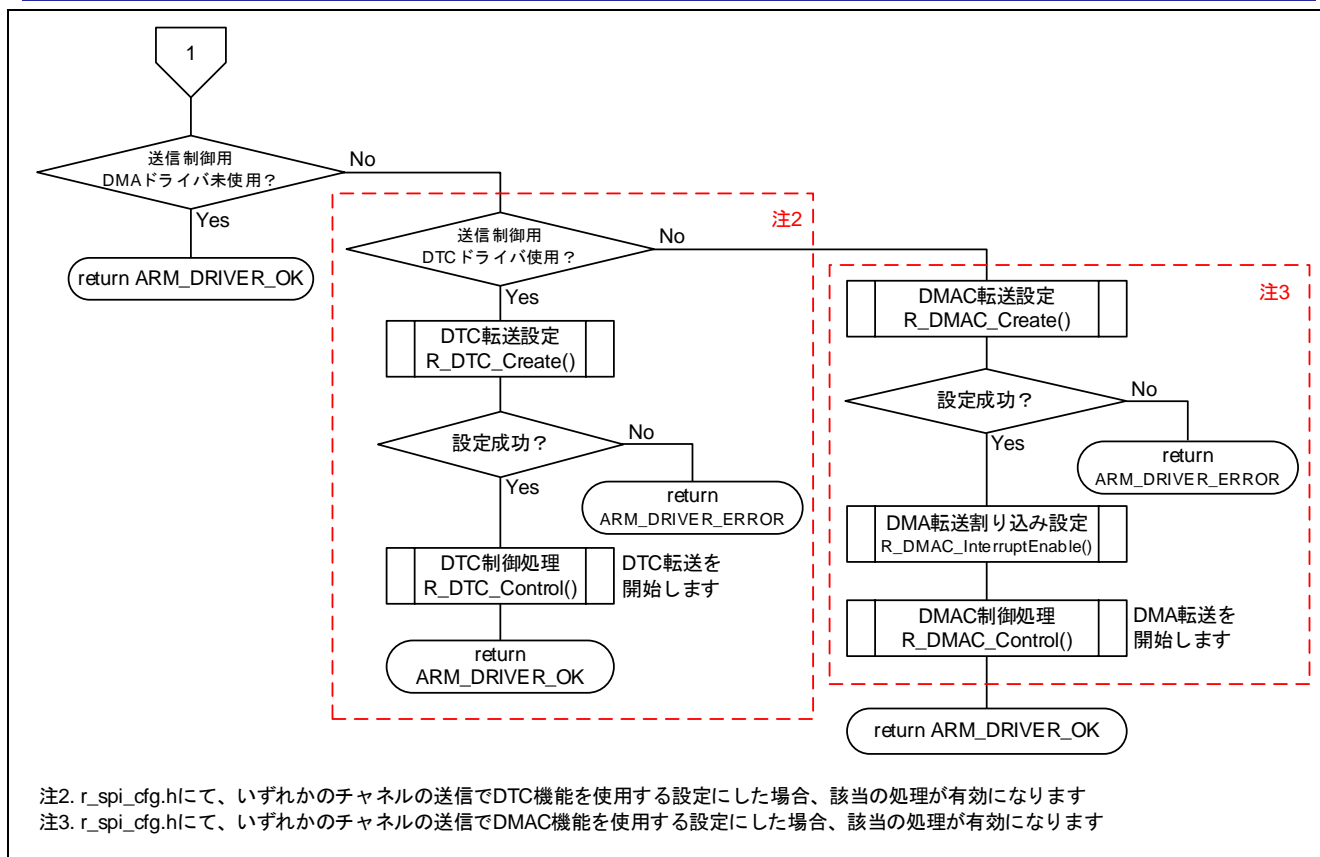 1
送信制御用
DMAドライバ未使用？
No
Yes
return ARM_DRIVER_OK
注2
送信制御用
DTCドライバ使用？
No
Yes
DTC転送設定
R_DTC_Create()
設定成功？
No
Yes
return
ARM_DRIVER_ERROR
DTC制御処理
R_DTC_Control()
DTC転送を
開始します
return
ARM_DRIVER_OK
注3
DMAC転送設定
R_DMAC_Create()
設定成功？
No
Yes
return
ARM_DRIVER_ERROR
DMA転送割り込み設定
R_DMAC_InterruptEnable()
DMAC制御処理
R_DMAC_Control()
DMA転送を
開始します
return ARM_DRIVER_OK
注2. r_spi_cfg.hにて、いずれかのチャネルの送信でDTC機能を使用する設定にした場合、該当の処理が有効になります
注3. r_spi_cfg.hにて、いずれかのチャネルの送信でDMAC機能を使用する設定にした場合、該当の処理が有効になります